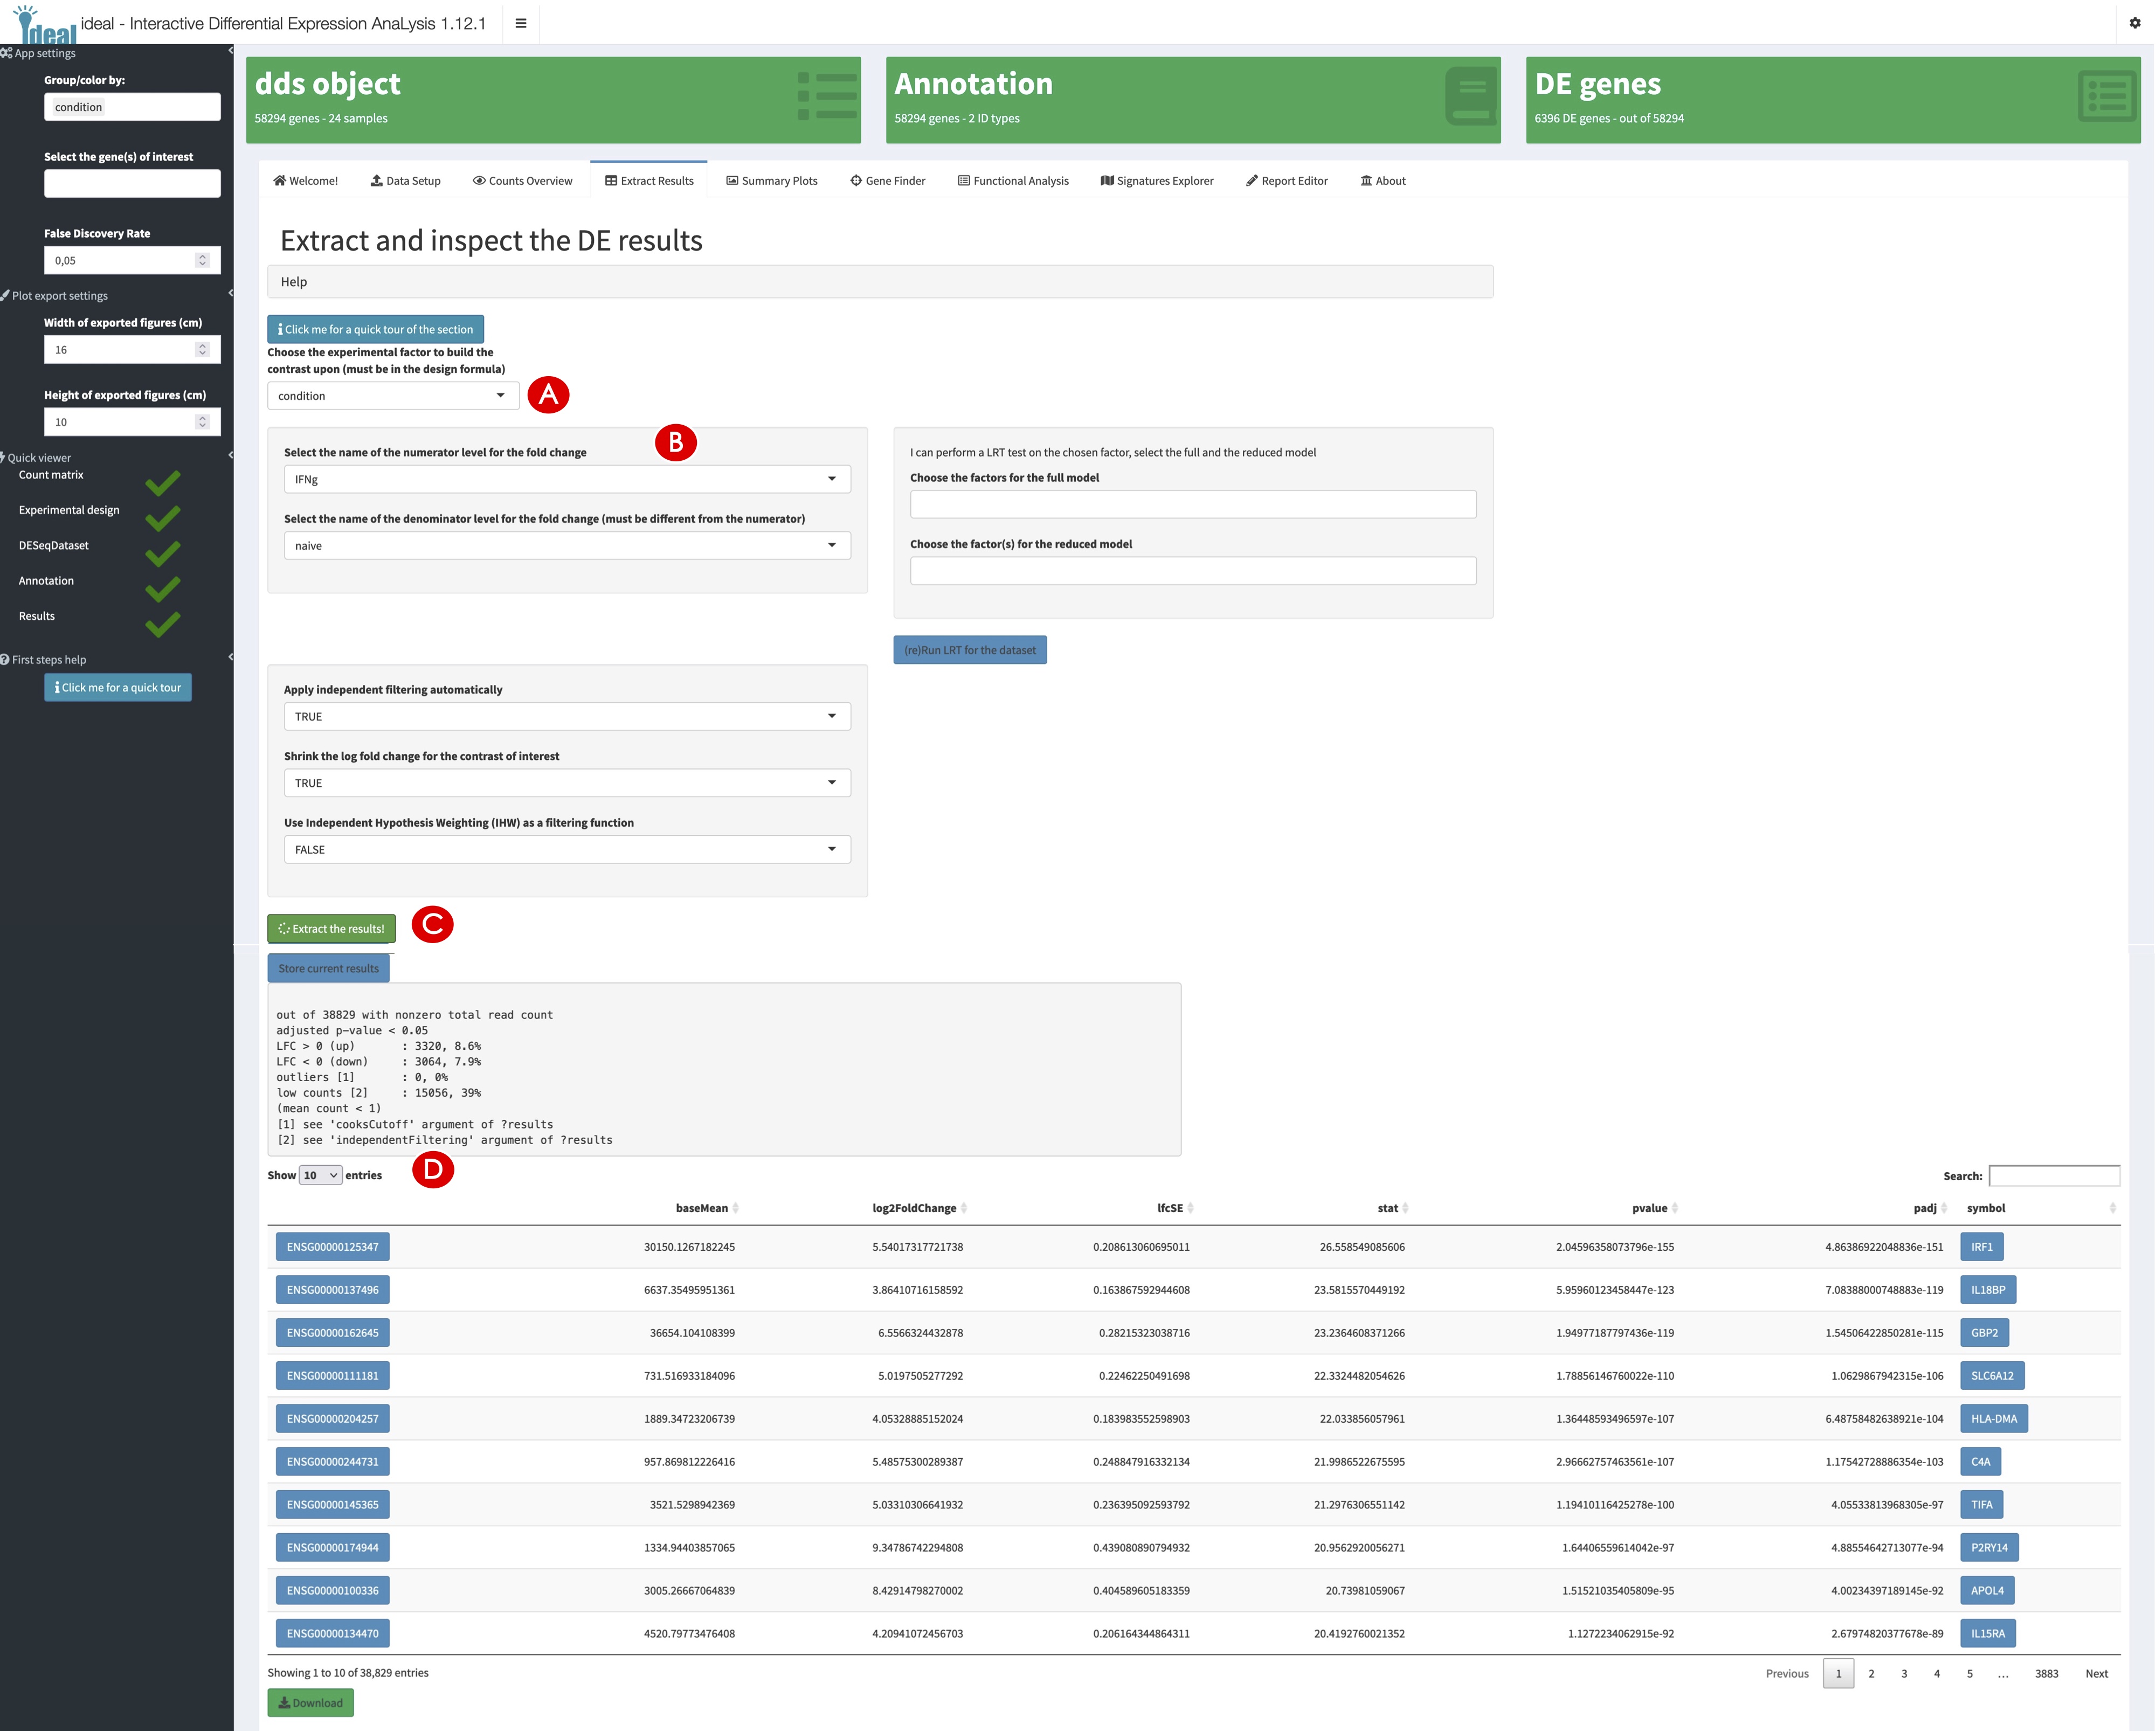 ideal
ideal - Interactive Differential Expression AnaLysis 1.12.1
App settings
Group/color by:
condition
Select the gene(s) of interest
False Discovery Rate
0,05
Plot export settings
Width of exported figures (cm)
16
Height of exported figures (cm)
10
Quick viewer
Count matrix
Experimental design
DESeqDataset
Annotation
Results
First steps help
Click me for a quick tour
dds object
58294 genes - 24 samples
Annotation
58294 genes - 2 ID types
DE genes
6396 DE genes - out of 58294
Welcome! Data Setup Counts Overview Extract Results Summary Plots Gene Finder Functional Analysis Signatures Explorer Report Editor About
Extract and inspect the DE results
Help
Click me for a quick tour of the section
Choose the experimental factor to build the
contrast upon (must be in the design formula)
condition
A
B
Select the name of the numerator level for the fold change
IFNg
Select the name of the denominator level for the fold change (must be different from the numerator)
naive
I can perform a LRT test on the chosen factor, select the full and the reduced model
Choose the factors for the full model
Choose the factor(s) for the reduced model
(re)Run LRT for the dataset
Apply independent filtering automatically
TRUE
Shrink the log fold change for the contrast of interest
TRUE
Use Independent Hypothesis Weighting (IHW) as a filtering function
FALSE
Extract the results!
C
Store current results
out of 38829 with nonzero total read count
adjusted p-value < 0.05
LFC > 0 (up) : 3320, 8.6%
LFC < 0 (down) : 3064, 7.9%
outliers [1] : 0, 0%
low counts [2] : 15056, 39%
(mean count < 1)
[1] see 'cooksCutoff' argument of ?results
[2] see 'independentFiltering' argument of ?results
D
Show 10 entries
Search:
baseMean log2FoldChange lfcSE stat pvalue padj symbol
ENSG00000125347 30150.1267182245 5.54017317721738 0.208613060695011 26.558549085606 2.04596358073796e-155 4.86386922048836e-151 IRF1
ENSG00000137496 6637.35495951361 3.86410716158592 0.163867592944608 23.5815570449192 5.95960123458447e-123 7.08388000748883e-119 IL18BP
ENSG00000162645 36654.104108399 6.5566324432878 0.28215323038716 23.2364608371266 1.94977187797436e-119 1.54506422850281e-115 GBP2
ENSG00000111181 731.516933184096 5.0197505277292 0.22462250491698 22.3324482054626 1.78856146760022e-110 1.0629867942315e-106 SLC6A12
ENSG00000204257 1889.34723206739 4.05328885152024 0.183983552598903 22.033856057961 1.36448593496597e-107 6.48758482638921e-104 HLA-DMA
ENSG00000244731 957.869812226416 5.48575300289387 0.248847916332134 21.9986522675595 2.96662757463561e-107 1.17542728886354e-103 C4A
ENSG00000145365 3521.5298942369 5.03310306641932 0.236395092593792 21.2976306551142 1.19410116425278e-100 4.05533813968305e-97 TIFA
ENSG00000174944 1334.94403857065 9.34786742294808 0.439080890794932 20.9562920056271 1.64406559614042e-97 4.88554642713077e-94 P2RY14
ENSG00000100336 3005.26667064839 8.42914798270002 0.404589605183359 20.73981059067 1.51521035405809e-95 4.00234397189145e-92 APOL4
ENSG00000134470 4520.79773476408 4.20941072456703 0.206164344864311 20.4192760021352 1.1272234062915e-92 2.67974820377678e-89 IL15RA
Showing 1 to 10 of 38,829 entries
Previous 1 2 3 4 5 ... 3883 Next
Download